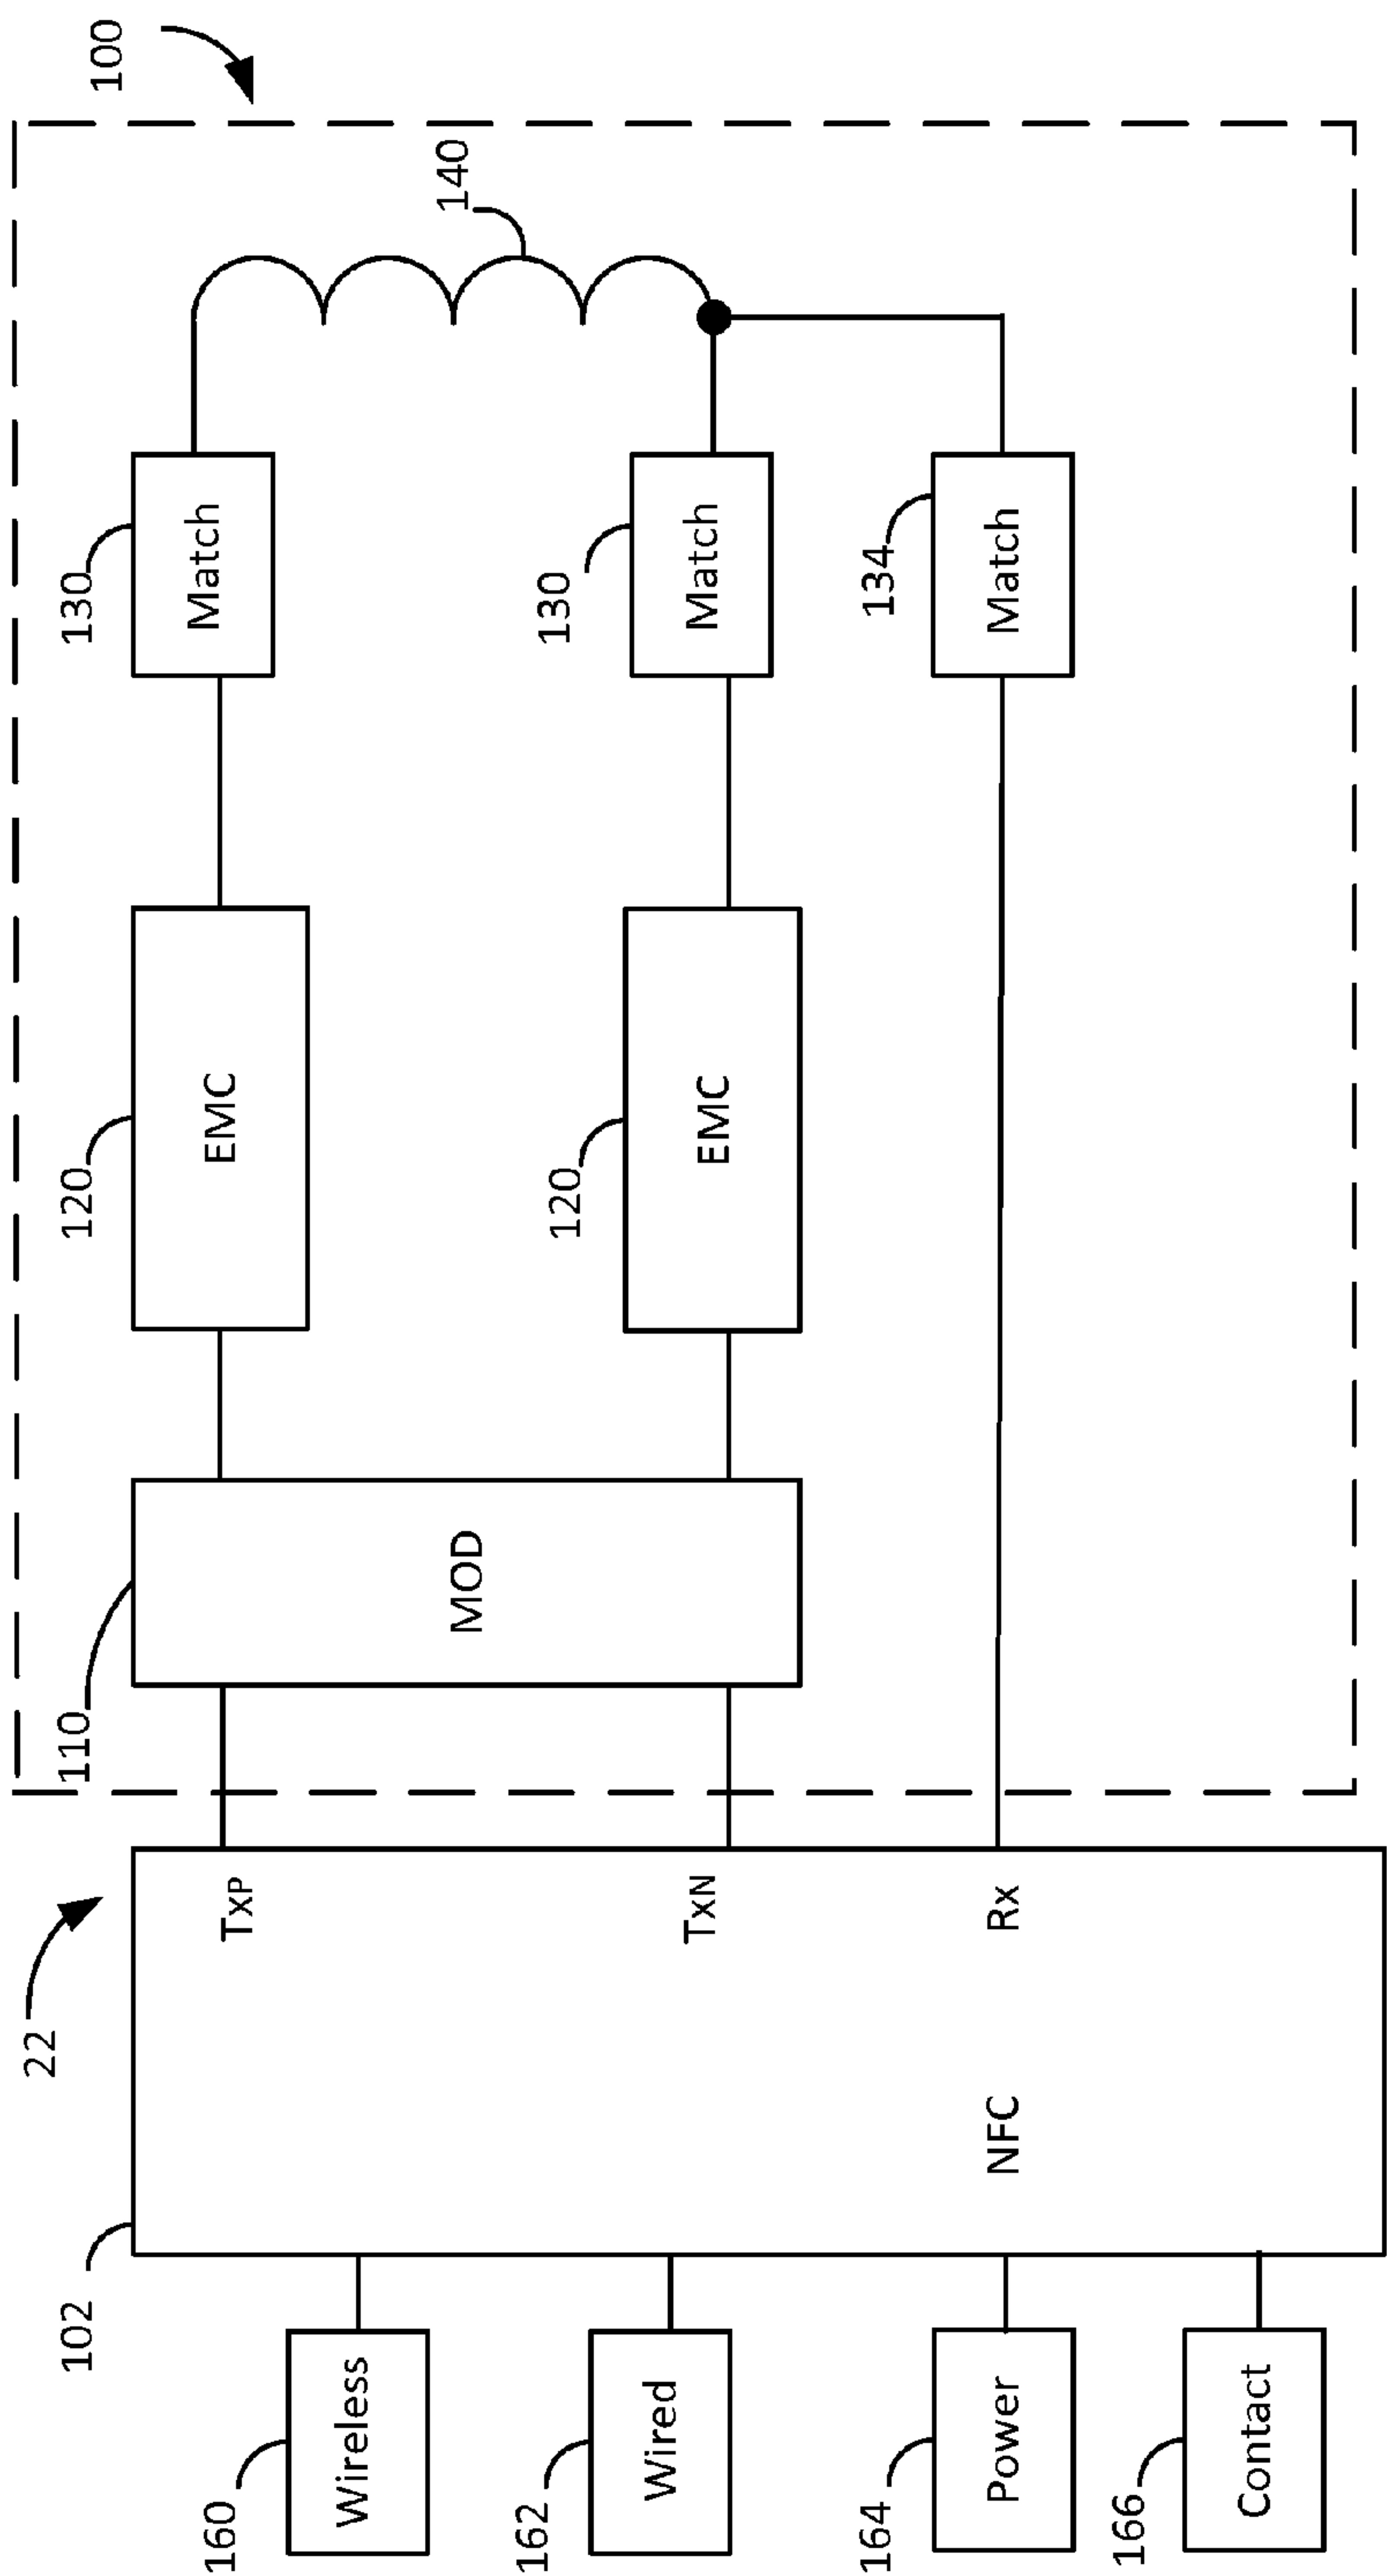 100
140
130
Match
130
Match
134
Match
120
EMC
120
EMC
110
MOD
22
TxP
TxN
Rx
NFC
102
160
Wireless
162
Wired
164
Power
166
Contact